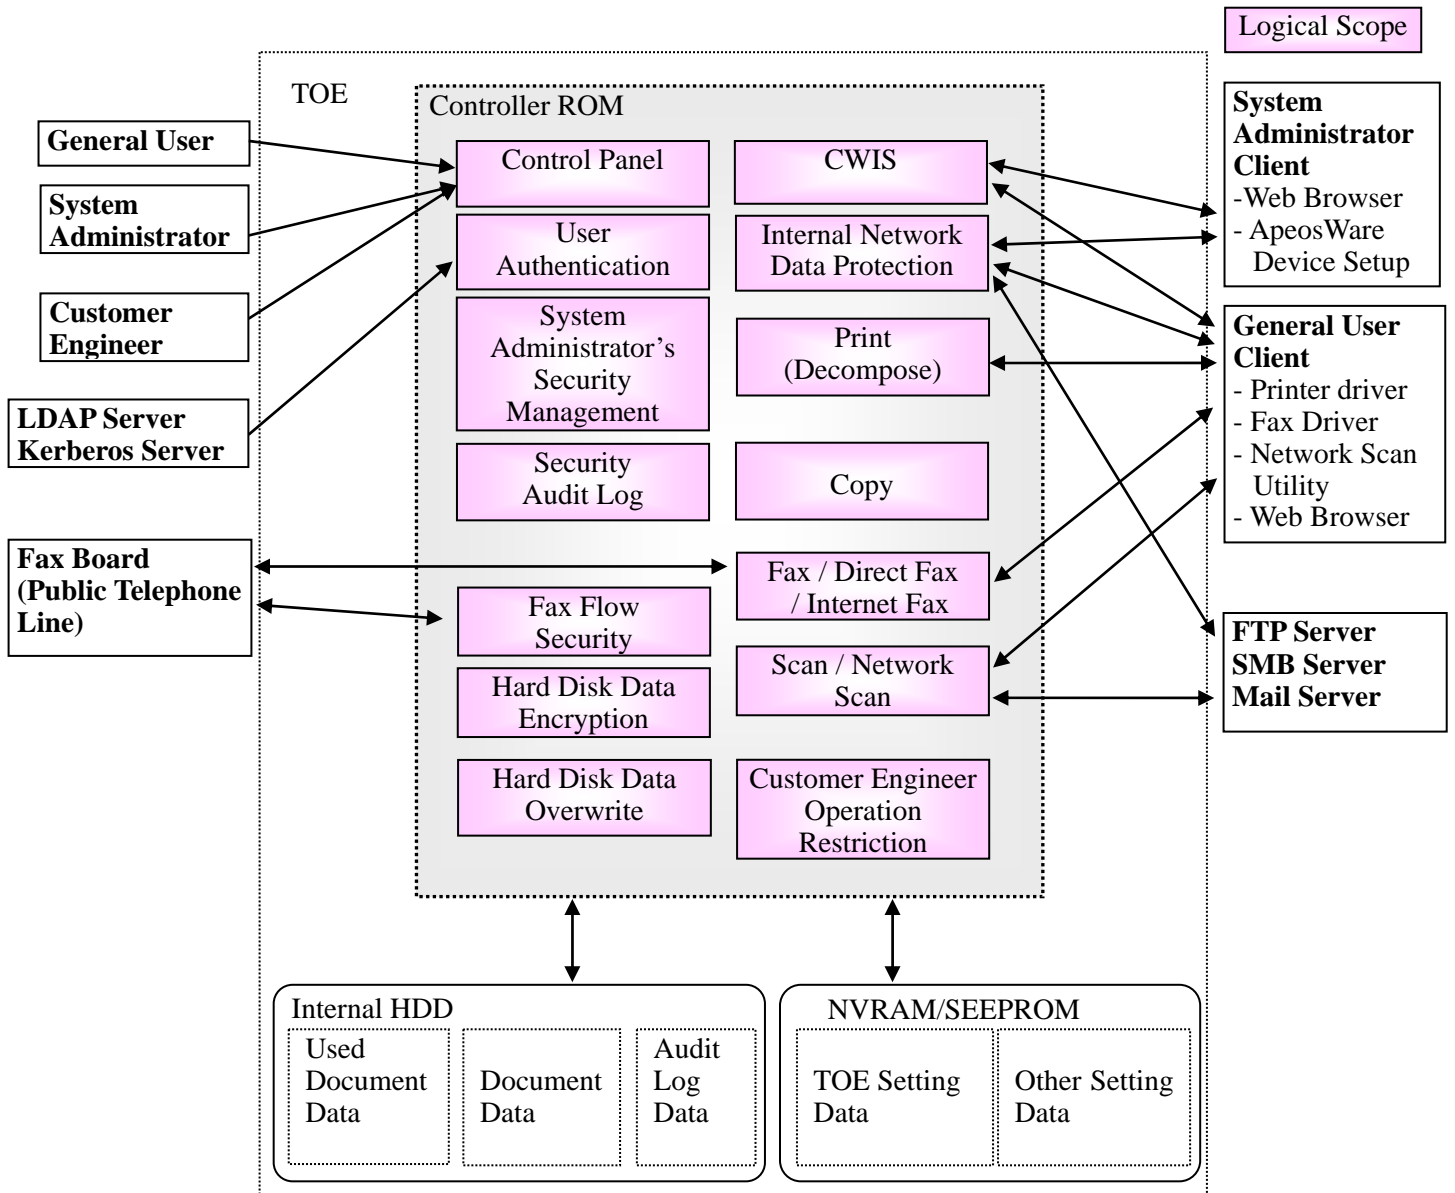 Logical Scope
TOE
Controller ROM
General User
System
Administrator
Customer
Engineer
LDAP Server
Kerberos Server
Fax Board
(Public Telephone
Line)
Control Panel
User
Authentication
System
Administrator’s
Security
Management
Security
Audit Log
Fax Flow
Security
Hard Disk Data
Encryption
Hard Disk Data
Overwrite
CWIS
Internal Network
Data Protection
Print
(Decompose)
Copy
Fax / Direct Fax
/ Internet Fax
Scan / Network
Scan
Customer Engineer
Operation
Restriction
System
Administrator
Client
-Web Browser
- ApeosWare
Device Setup
General User
Client
- Printer driver
- Fax Driver
- Network Scan
Utility
- Web Browser
FTP Server
SMB Server
Mail Server
Internal HDD
Used
Document
Data
Document
Data
Audit
Log
Data
NVRAM/SEEPROM
TOE Setting
Data
Other Setting
Data